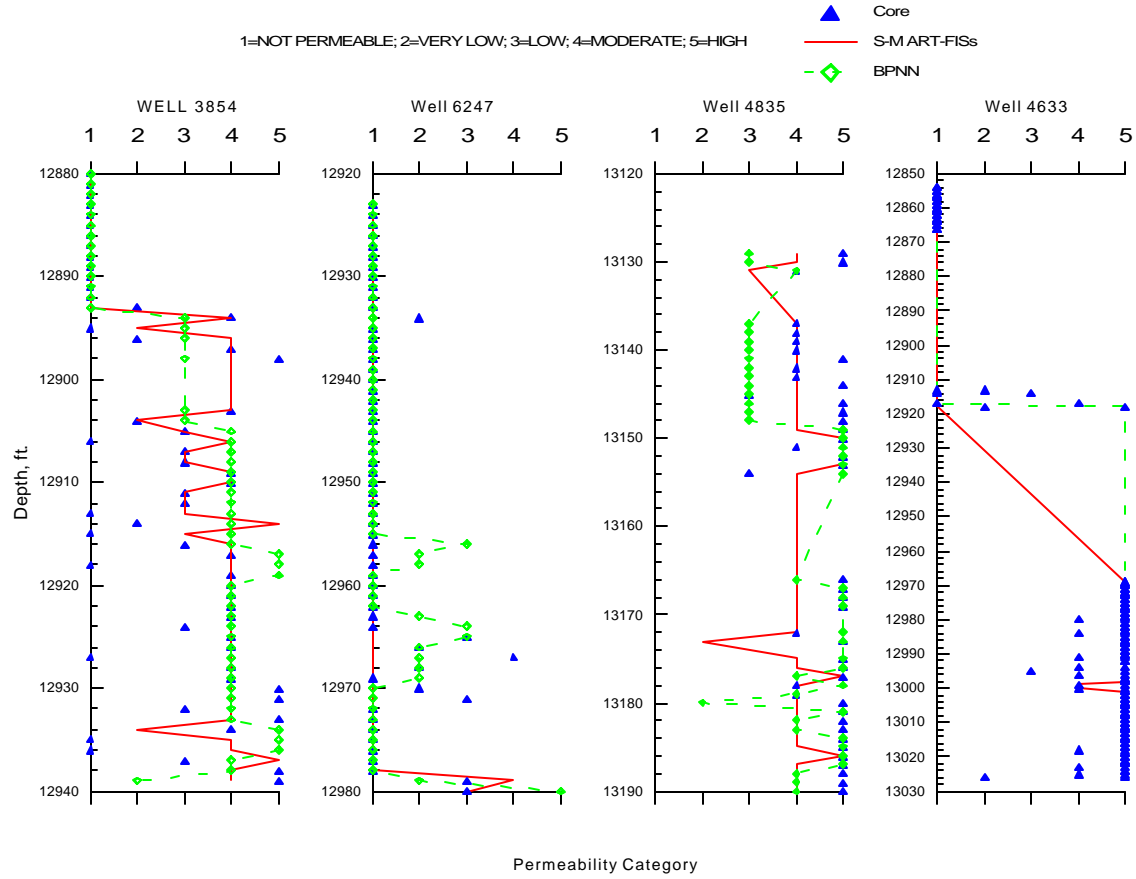 Core
1=NOT PERMEABLE; 2=VERY LOW; 3=LOW; 4=MODERATE; 5=HIGH
S-M ART-FISs
BPNN
WELL 3854
Well 6247
Well 4835
Well 4633
1 2 3 4 5
1 2 3 4 5
1 2 3 4 5
1 2 3 4 5
Depth, ft.
12880
12890
12900
12910
12920
12930
12940
12920
12930
12940
12950
12960
12970
12980
13120
13130
13140
13150
13160
13170
13180
13190
12850
12860
12870
12880
12890
12900
12910
12920
12930
12940
12950
12960
12970
12980
12990
13000
13010
13020
13030
Permeability Category